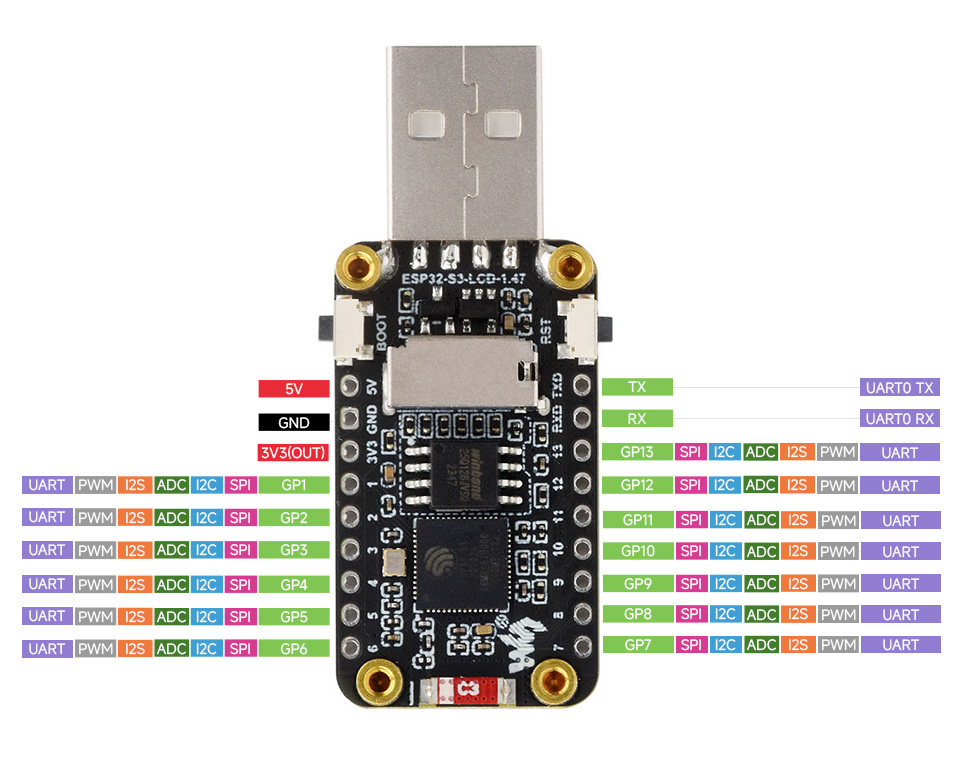 ESP32-S3-LCD-1.47
BOOT
RST
5V 5V TXD TX UART0 TX
GND GND RXD RX UART0 RX
3V3(OUT) 3V3 13 GP13 SPI I2C ADC I2S PWM UART
UART PWM I2S ADC I2C SPI GP1 1 12 GP12 SPI I2C ADC I2S PWM UART
UART PWM I2S ADC I2C SPI GP2 2 11 GP11 SPI I2C ADC I2S PWM UART
UART PWM I2S ADC I2C SPI GP3 3 10 GP10 SPI I2C ADC I2S PWM UART
UART PWM I2S ADC I2C SPI GP4 4 9 GP9 SPI I2C ADC I2S PWM UART
UART PWM I2S ADC I2C SPI GP5 5 8 GP8 SPI I2C ADC I2S PWM UART
UART PWM I2S ADC I2C SPI GP6 6 7 GP7 SPI I2C ADC I2S PWM UART
winbond
25Q128JVSQ
2347
C3